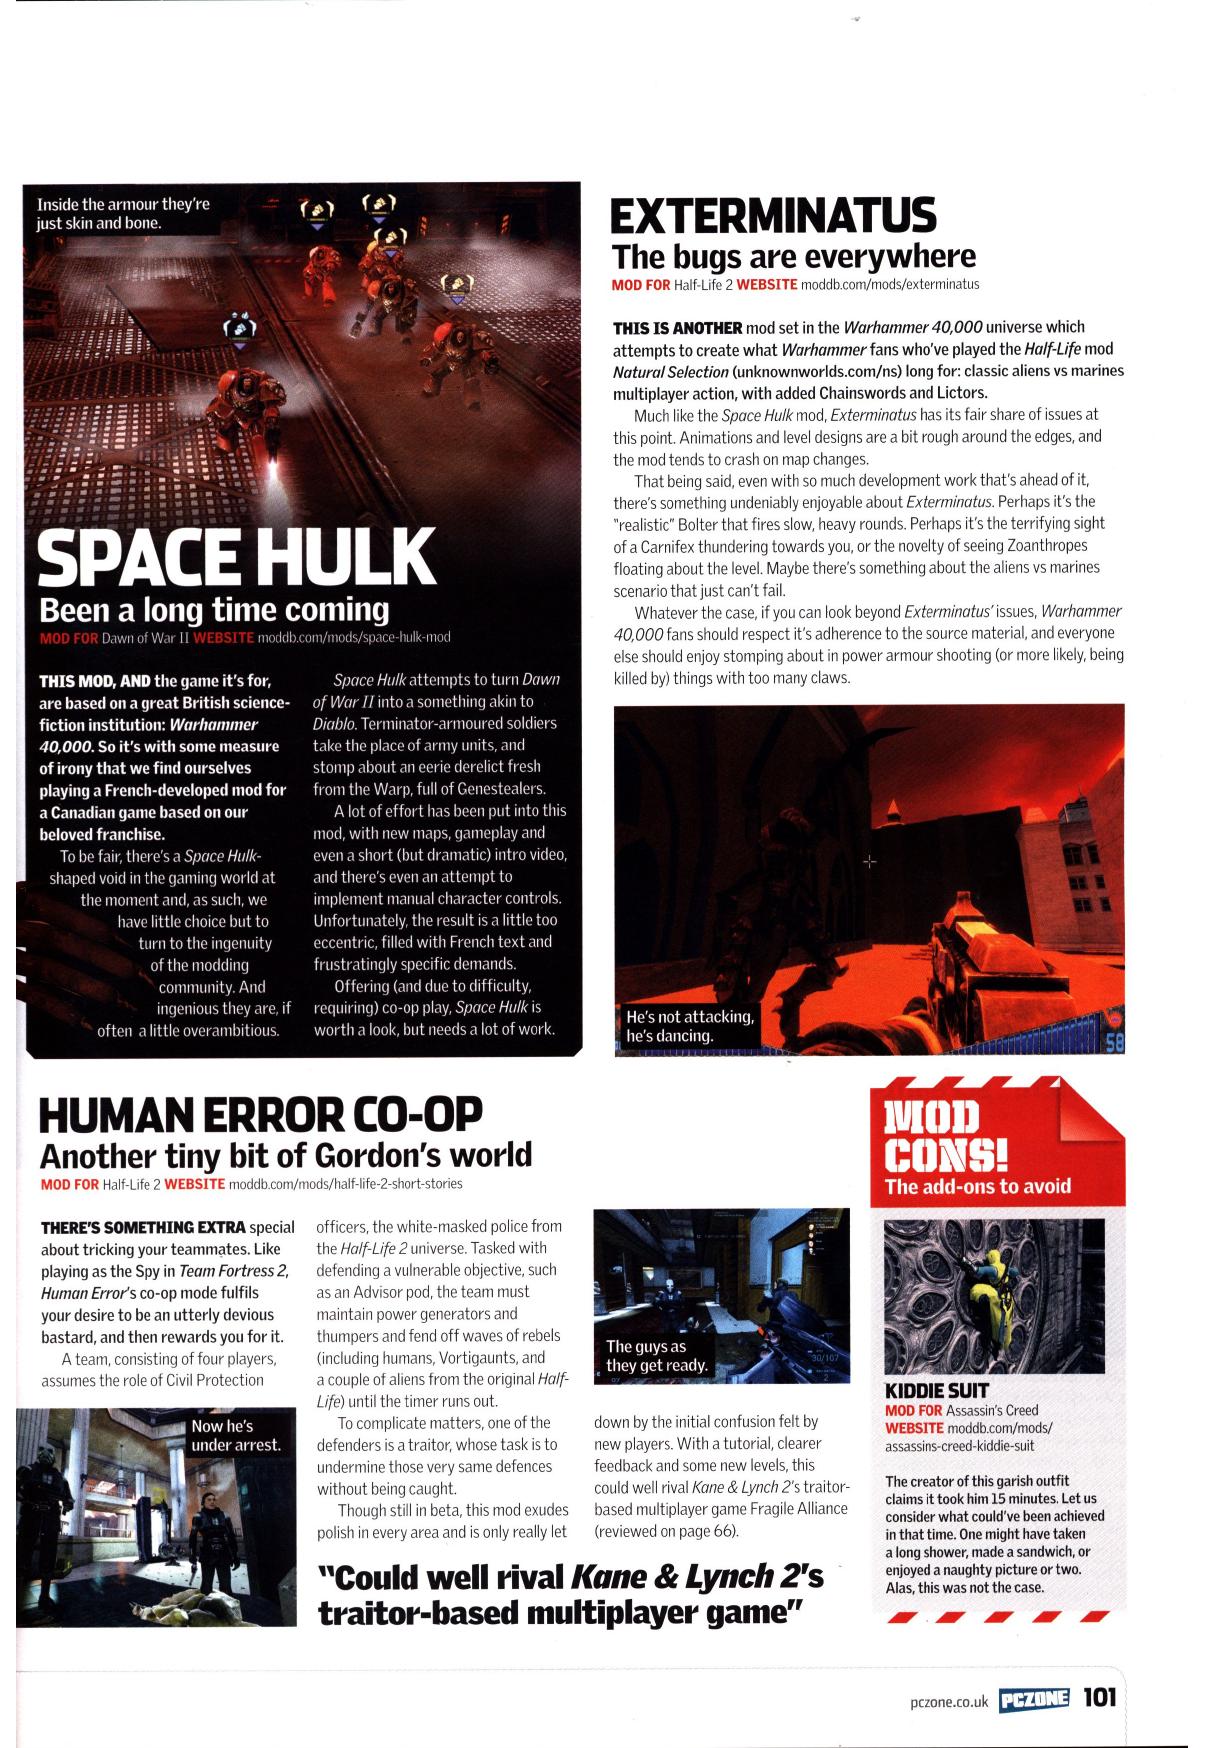 Inside the armour they're
just skin and bone.
SPACE HULK
Been a long time coming
MOD FOR Dawn of War II WEBSITE moddb.com/mods/space-hulk-mod
THIS MOD, AND the game it's for,
are based on a great British science-
fiction institution: Warhammer
40,000. So it's with some measure
of irony that we find ourselves
playing a French-developed mod for
a Canadian game based on our
beloved franchise.
To be fair, there's a Space Hulk-
shaped void in the gaming world at
the moment and, as such, we
have little choice but to
turn to the ingenuity
of the modding
community. And
ingenious they are, if
often a little overambitious.
Space Hulk attempts to turn Dawn
of War II into a something akin to
Diablo. Terminator-armoured soldiers
take the place of army units, and
stomp about an eerie derelict fresh
from the Warp, full of Genestealers.
A lot of effort has been put into this
mod, with new maps, gameplay and
even a short (but dramatic) intro video,
and there's even an attempt to
implement manual character controls.
Unfortunately, the result is a little too
eccentric, filled with French text and
frustratingly specific demands.
Offering (and due to difficulty,
requiring) co-op play, Space Hulk is
worth a look, but needs a lot of work.
EXTERMINATUS
The bugs are everywhere
MOD FOR Half-Life 2 WEBSITE moddb.com/mods/exterminatus
THIS IS ANOTHER mod set in the Warhammer 40,000 universe which
attempts to create what Warhammer fans who've played the Half-Life mod
Natural Selection (unknownworlds.com/ns) long for: classic aliens vs marines
multiplayer action, with added Chainswords and Lictors.
Much like the Space Hulk mod, Exterminatus has its fair share of issues at
this point. Animations and level designs are a bit rough around the edges, and
the mod tends to crash on map changes.
That being said, even with so much development work that's ahead of it,
there's something undeniably enjoyable about Exterminatus. Perhaps it's the
"realistic" Bolter that fires slow, heavy rounds. Perhaps it's the terrifying sight
of a Carnifex thundering towards you, or the novelty of seeing Zoanthropes
floating about the level. Maybe there's something about the aliens vs marines
scenario that just can't fail.
Whatever the case, if you can look beyond Exterminatus' issues, Warhammer
40,000 fans should respect it's adherence to the source material, and everyone
else should enjoy stomping about in power armour shooting (or more likely, being
killed by) things with too many claws.
He's not attacking,
he's dancing.
58
HUMAN ERROR CO-OP
Another tiny bit of Gordon's world
MOD FOR Half-Life 2 WEBSITE moddb.com/mods/half-life-2-short-stories
THERE'S SOMETHING EXTRA special
about tricking your teammates. Like
playing as the Spy in Team Fortress 2,
Human Error's co-op mode fulfils
your desire to be an utterly devious
bastard, and then rewards you for it.
A team, consisting of four players,
assumes the role of Civil Protection
Now he's
under arrest.
officers, the white-masked police from
the Half-Life 2 universe. Tasked with
defending a vulnerable objective, such
as an Advisor pod, the team must
maintain power generators and
thumpers and fend off waves of rebels
(including humans, Vortigaunts, and
a couple of aliens from the original Half-
Life) until the timer runs out.
To complicate matters, one of the
defenders is a traitor, whose task is to
undermine those very same defences
without being caught.
Though still in beta, this mod exudes
polish in every area and is only really let
The guys as
they get ready.
30/107
down by the initial confusion felt by
new players. With a tutorial, clearer
feedback and some new levels, this
could well rival Kane & Lynch 2's traitor-
based multiplayer game Fragile Alliance
(reviewed on page 66).
"Could well rival Kane & Lynch 2's
traitor-based multiplayer game"
MOD
CONS!
The add-ons to avoid
KIDDIE SUIT
MOD FOR Assassin's Creed
WEBSITE moddb.com/mods/
assassins-creed-kiddie-suit
The creator of this garish outfit
claims it took him 15 minutes. Let us
consider what could've been achieved
in that time. One might have taken
a long shower, made a sandwich, or
enjoyed a naughty picture or two.
Alas, this was not the case.
pczone.co.uk PCZONE 101